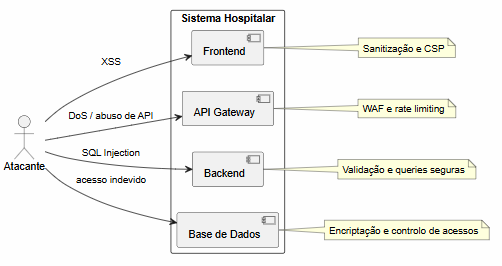 Sistema Hospitalar
XSS
Frontend
Sanitização e CSP
DoS / abuso de API
API Gateway
WAF e rate limiting
Atacante
SQL Injection
Backend
Validação e queries seguras
acesso indevido
Base de Dados
Encriptação e controlo de acessos